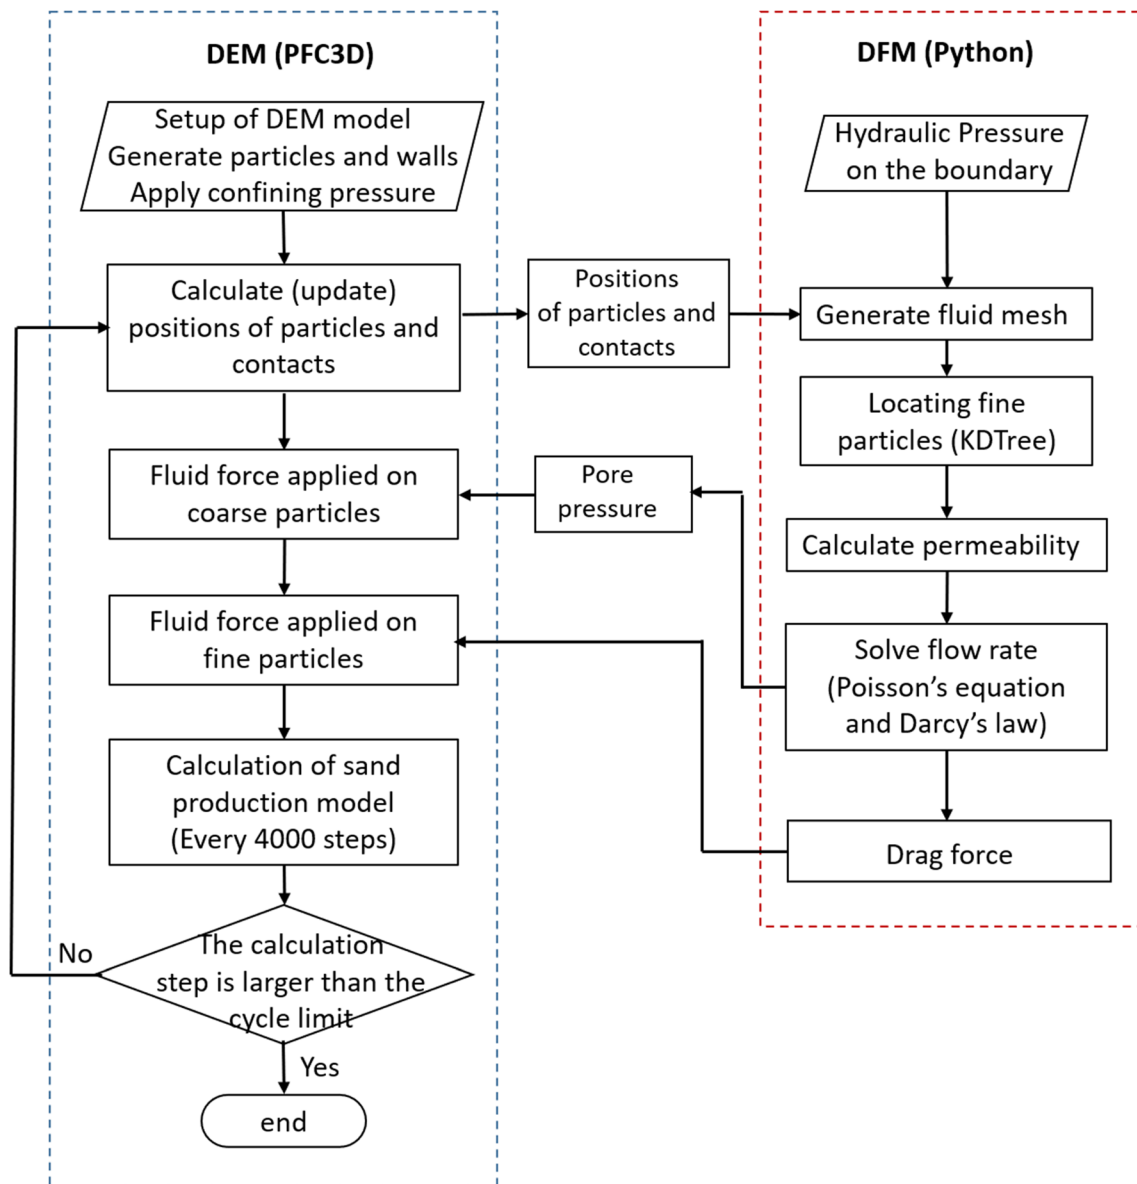 DEM (PFC3D)
Setup of DEM model
Generate particles and walls
Apply confining pressure
Calculate (update)
positions of particles and
contacts
Fluid force applied on
coarse particles
Fluid force applied on
fine particles
Calculation of sand
production model
(Every 4000 steps)
The calculation
step is larger than the
cycle limit
No
Yes
end
Positions
of particles and
contacts
Pore
pressure
DFM (Python)
Hydraulic Pressure
on the boundary
Generate fluid mesh
Locating fine
particles (KDTree)
Calculate permeability
Solve flow rate
(Poisson’s equation
and Darcy’s law)
Drag force